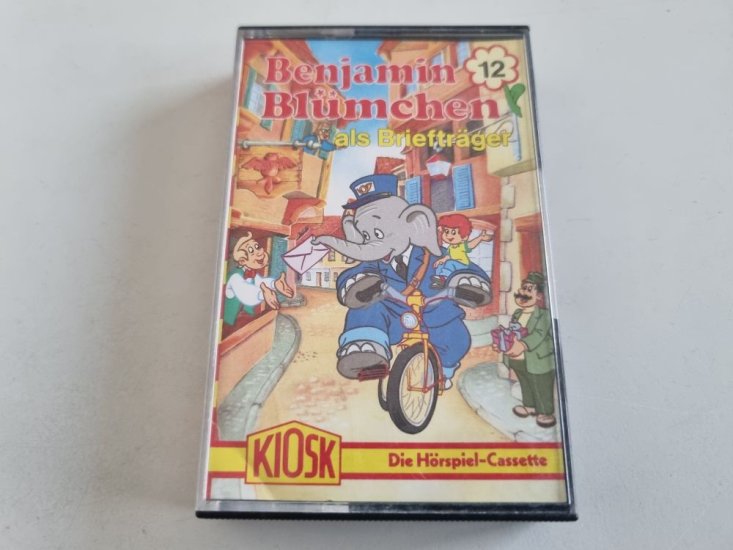 Benjamin
12
Blümchen
als Briefträger
KIOSK
Die Hörspiel-Cassette